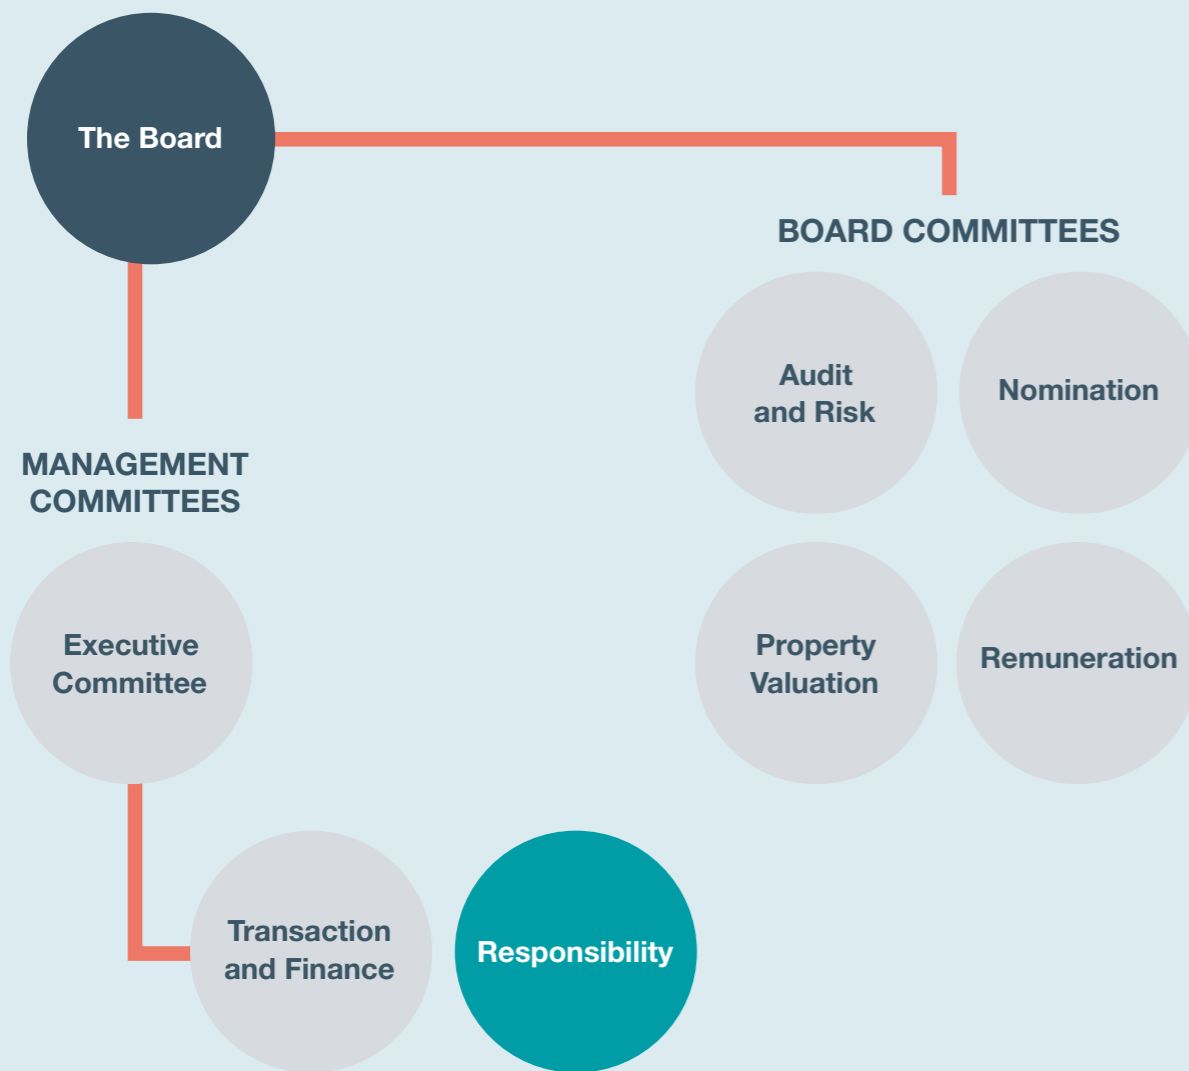 The Board
BOARD COMMITTEES
Audit
and Risk
Nomination
MANAGEMENT
COMMITTEES
Executive
Committee
Property
Valuation
Remuneration
Transaction
and Finance
Responsibility